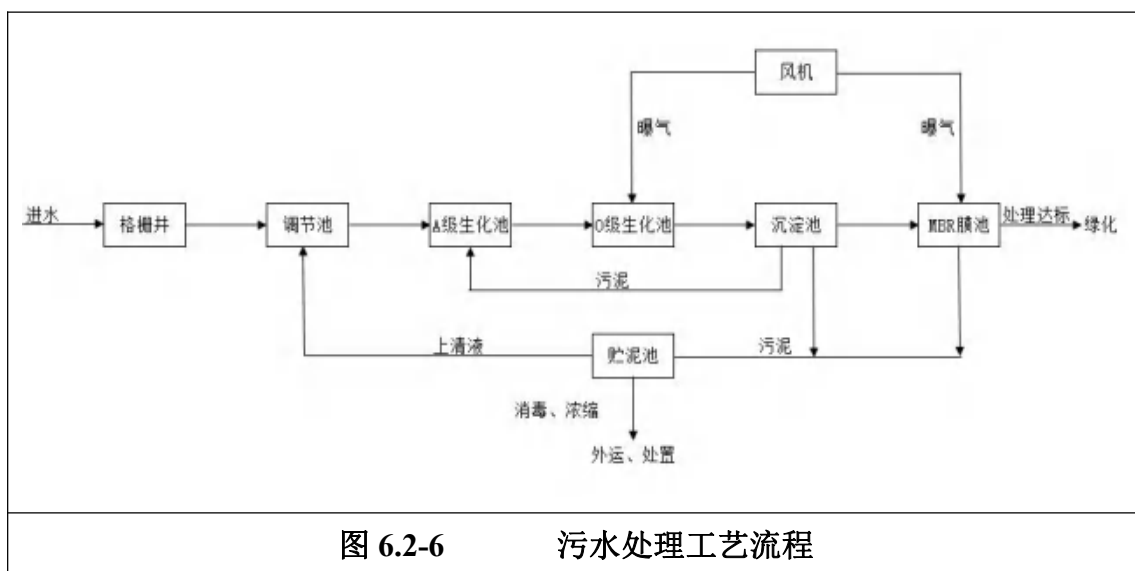 风机
曝气
曝气
进水
格栅井
调节池
A级生化池
O级生化池
沉淀池
MBR膜池
处理达标
绿化
污泥
上清液
贮泥池
污泥
消毒、浓缩
外运、处置
图 6.2-6 污水处理工艺流程